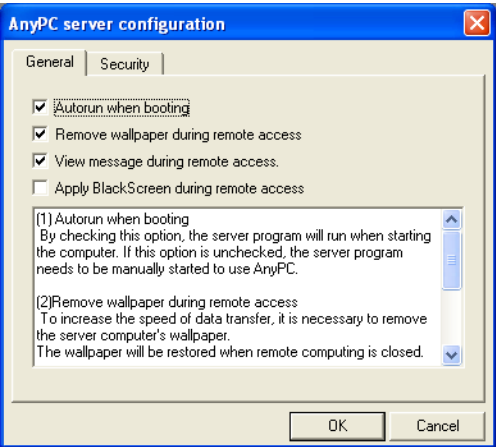 AnyPC server configuration
General
Security
Autorun when booting
Remove wallpaper during remote access
View message during remote access.
Apply BlackScreen during remote access
(1) Autorun when booting
By checking this option, the server program will run when starting
the computer. If this option is unchecked, the server program
needs to be manually started to use AnyPC.
(2)Remove wallpaper during remote access
To increase the speed of data transfer, it is necessary to remove
the server computer's wallpaper.
The wallpaper will be restored when remote computing is closed.
OK
Cancel